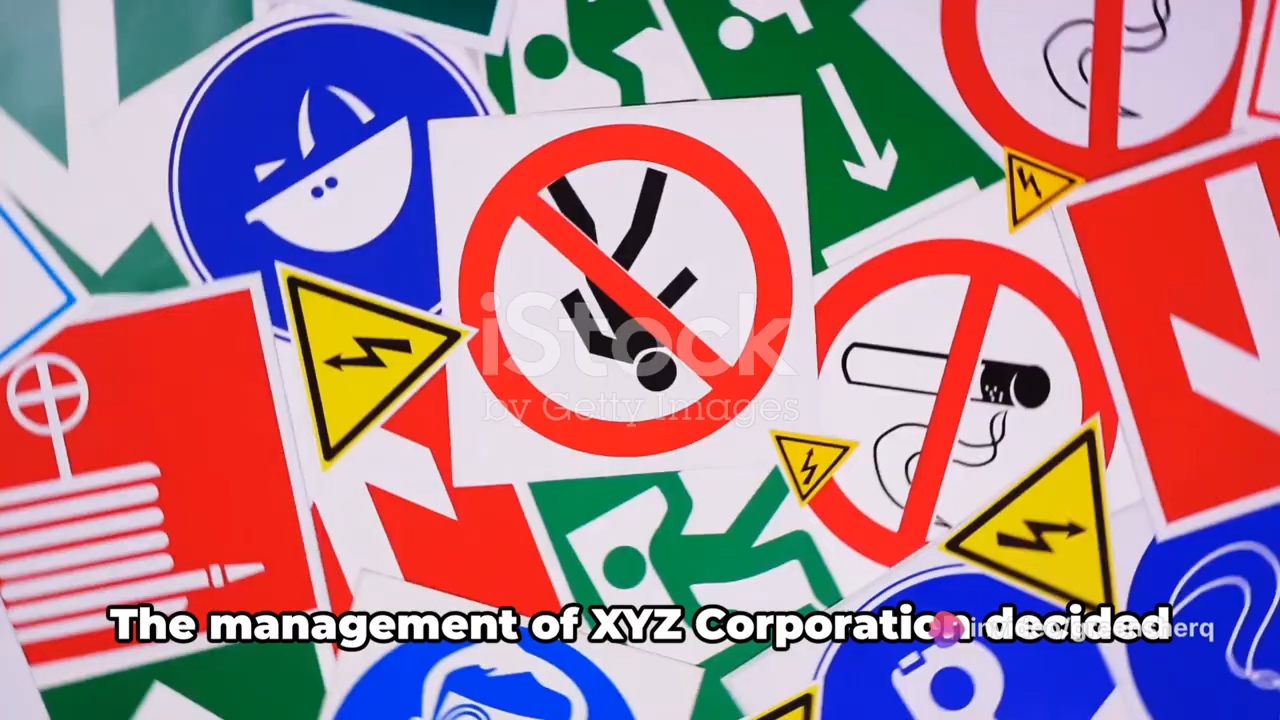 iStock
by Getty Images
The management of XYZ Corporation decided